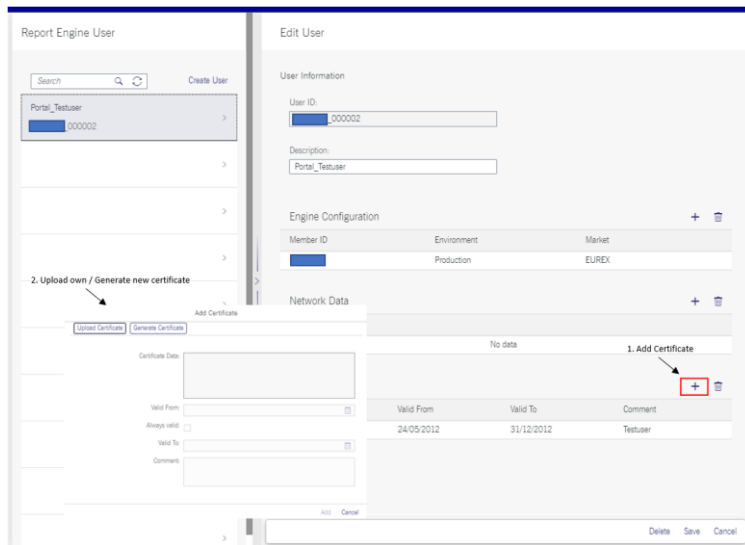 Report Engine User
Search
Create User
Portal_Testuser
_000002
2. Upload own / Generate new certificate
Edit User
User Information
User ID:
_000002
Description:
Portal_Testuser
Engine Configuration
Member ID Environment Market
Production EUREX
Network Data
No data
1. Add Certificate
Valid From Valid To Comment
24/05/2012 31/12/2012 Testuser
Add Certificate
Upload Certificate Generate Certificate
Certificate Data:
Valid From:
Always valid:
Valid To:
Comment:
Add Cancel
Delete Save Cancel